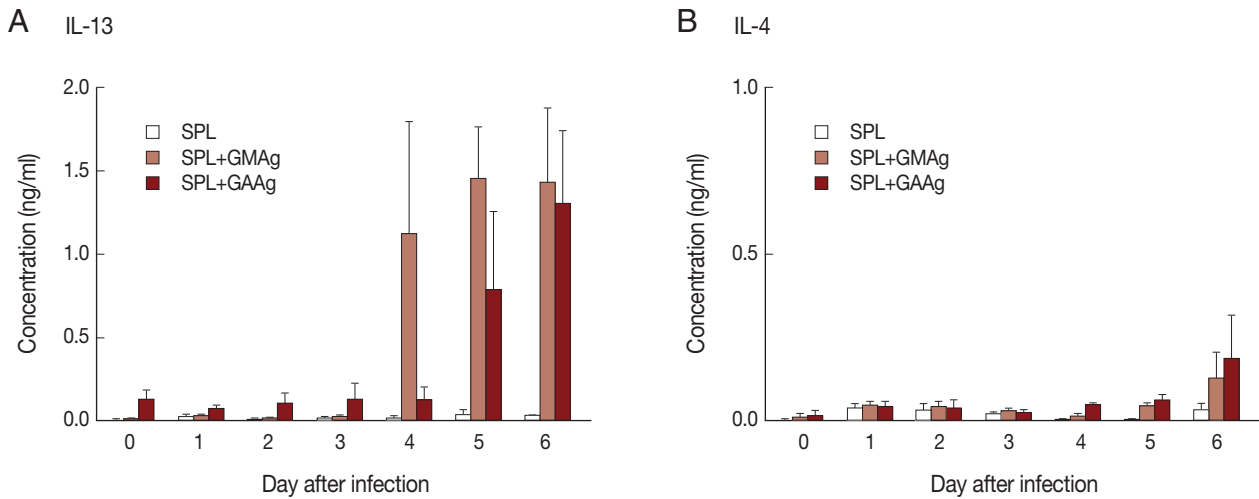 A IL-13
2.0
1.5
1.0
0.5
0.0
Concentration (ng/ml)
SPL
SPL+GMAg
SPL+GAAg
0 1 2 3 4 5 6
Day after infection
B IL-4
1.0
0.5
0.0
Concentration (ng/ml)
SPL
SPL+GMAg
SPL+GAAg
0 1 2 3 4 5 6
Day after infection